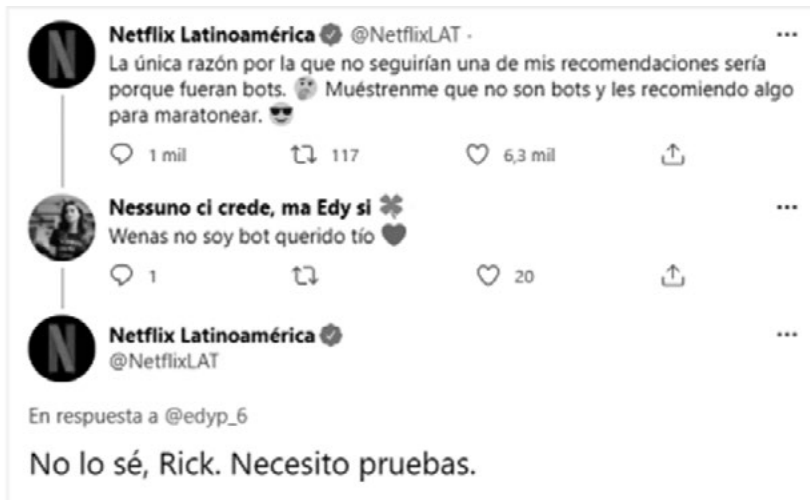 Netflix Latinoamérica @NetflixLAT ·
La única razón por la que no seguirían una de mis recomendaciones sería
porque fueran bots. 🤔 Muéstrenme que no son bots y les recomiendo algo
para maratonear. 😎
1 mil 117 6,3 mil
Nessuno ci crede, ma Edy si 🍀
Wenas no soy bot querido tío ❤
1 20
Netflix Latinoamérica
@NetflixLAT
En respuesta a @edyp_6
No lo sé, Rick. Necesito pruebas.